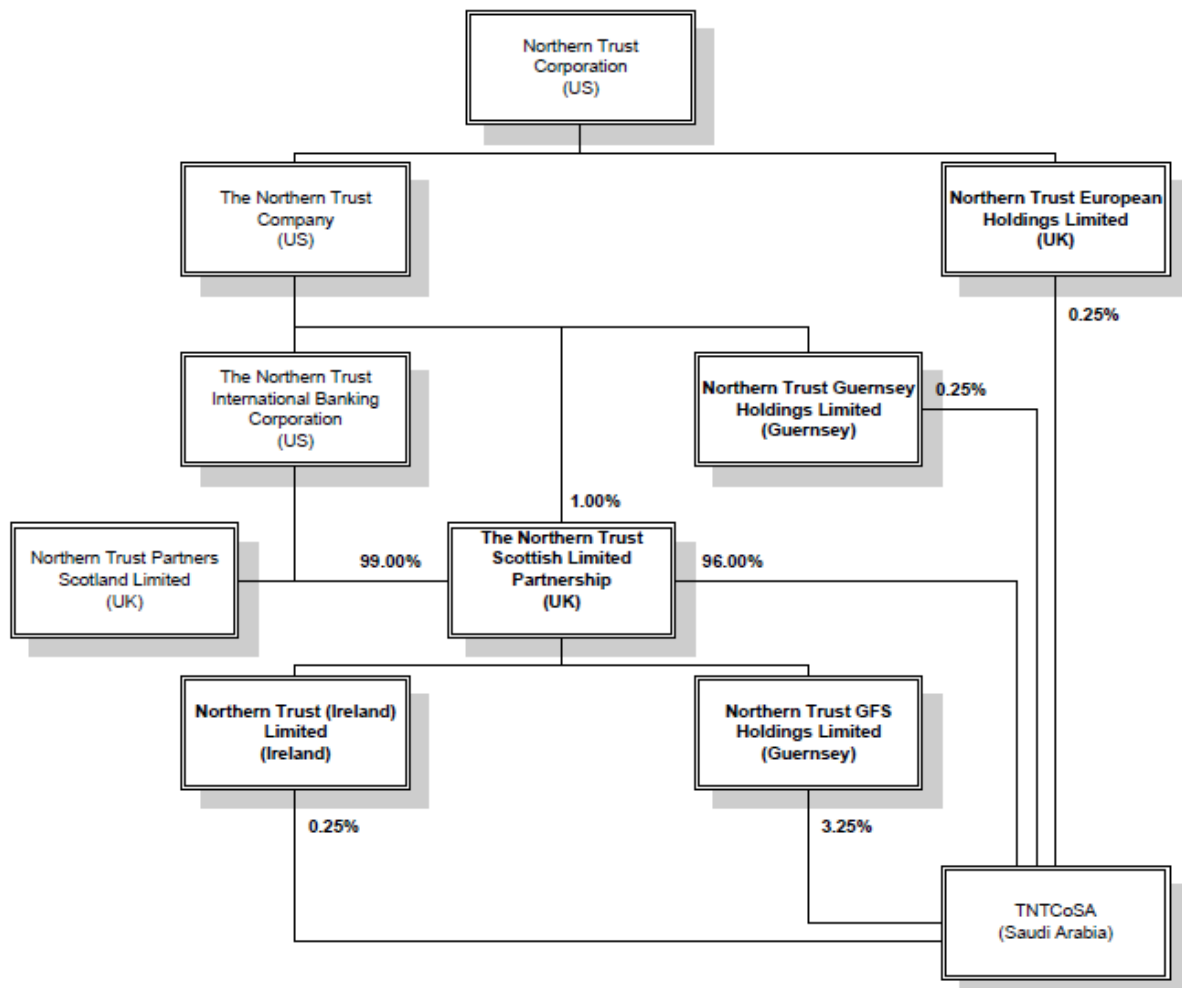 Northern Trust
Corporation
(US)
The Northern Trust
Company
(US)
Northern Trust European
Holdings Limited
(UK)
0.25%
The Northern Trust
International Banking
Corporation
(US)
Northern Trust Guernsey
Holdings Limited
(Guernsey)
0.25%
1.00%
Northern Trust Partners
Scotland Limited
(UK)
99.00%
The Northern Trust
Scottish Limited
Partnership
(UK)
96.00%
Northern Trust (Ireland)
Limited
(Ireland)
Northern Trust GFS
Holdings Limited
(Guernsey)
0.25%
3.25%
TNTCoSA
(Saudi Arabia)